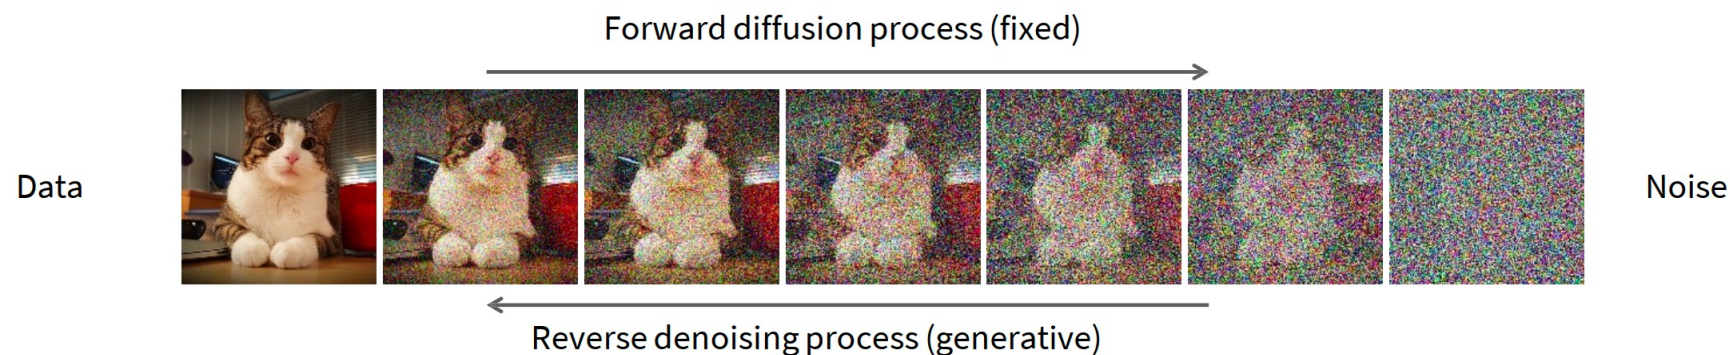 Forward diffusion process (fixed)
Data
Noise
Reverse denoising process (generative)